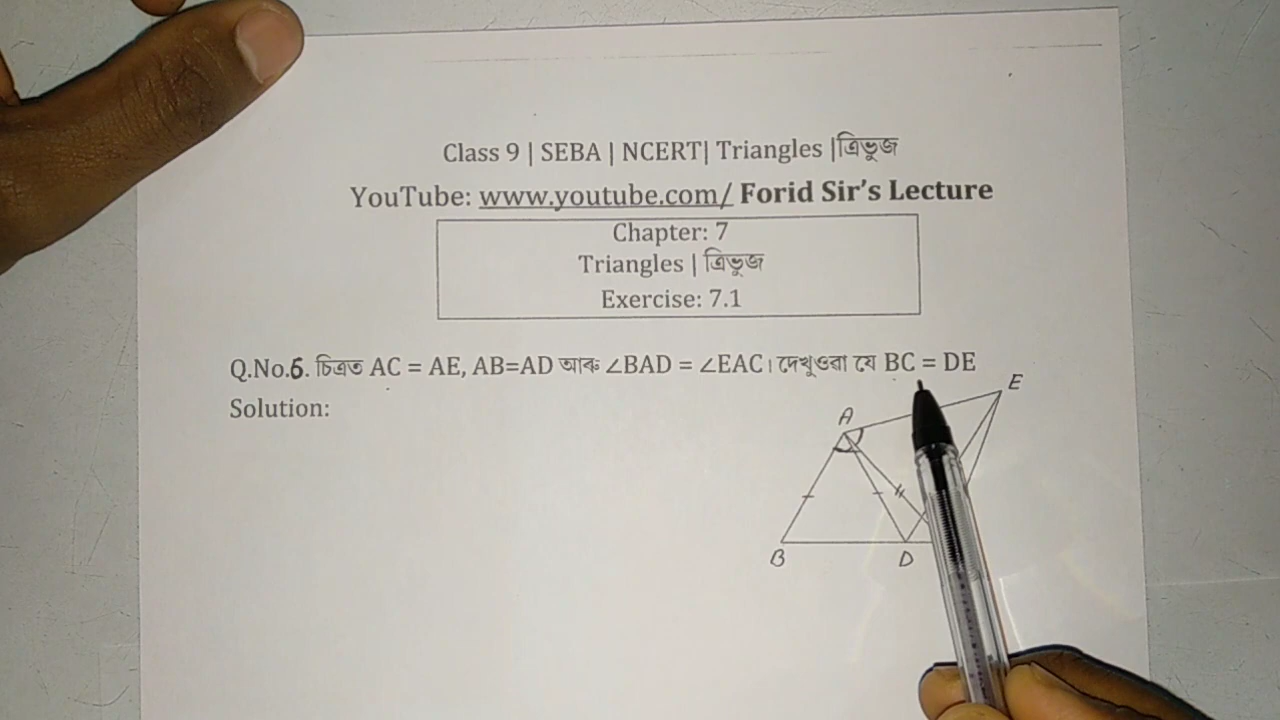 Class 9 | SEBA | NCERT| Triangles |ত্রিভুজ
YouTube: www.youtube.com/ Forid Sir's Lecture
Chapter: 7
Triangles | ত্রিভুজ
Exercise: 7.1
Q.No.6. চিত্ৰত AC = AE, AB=AD আৰু ∠BAD = ∠EAC। দেখুওৱা যে BC = DE
Solution:
E
A
B
D